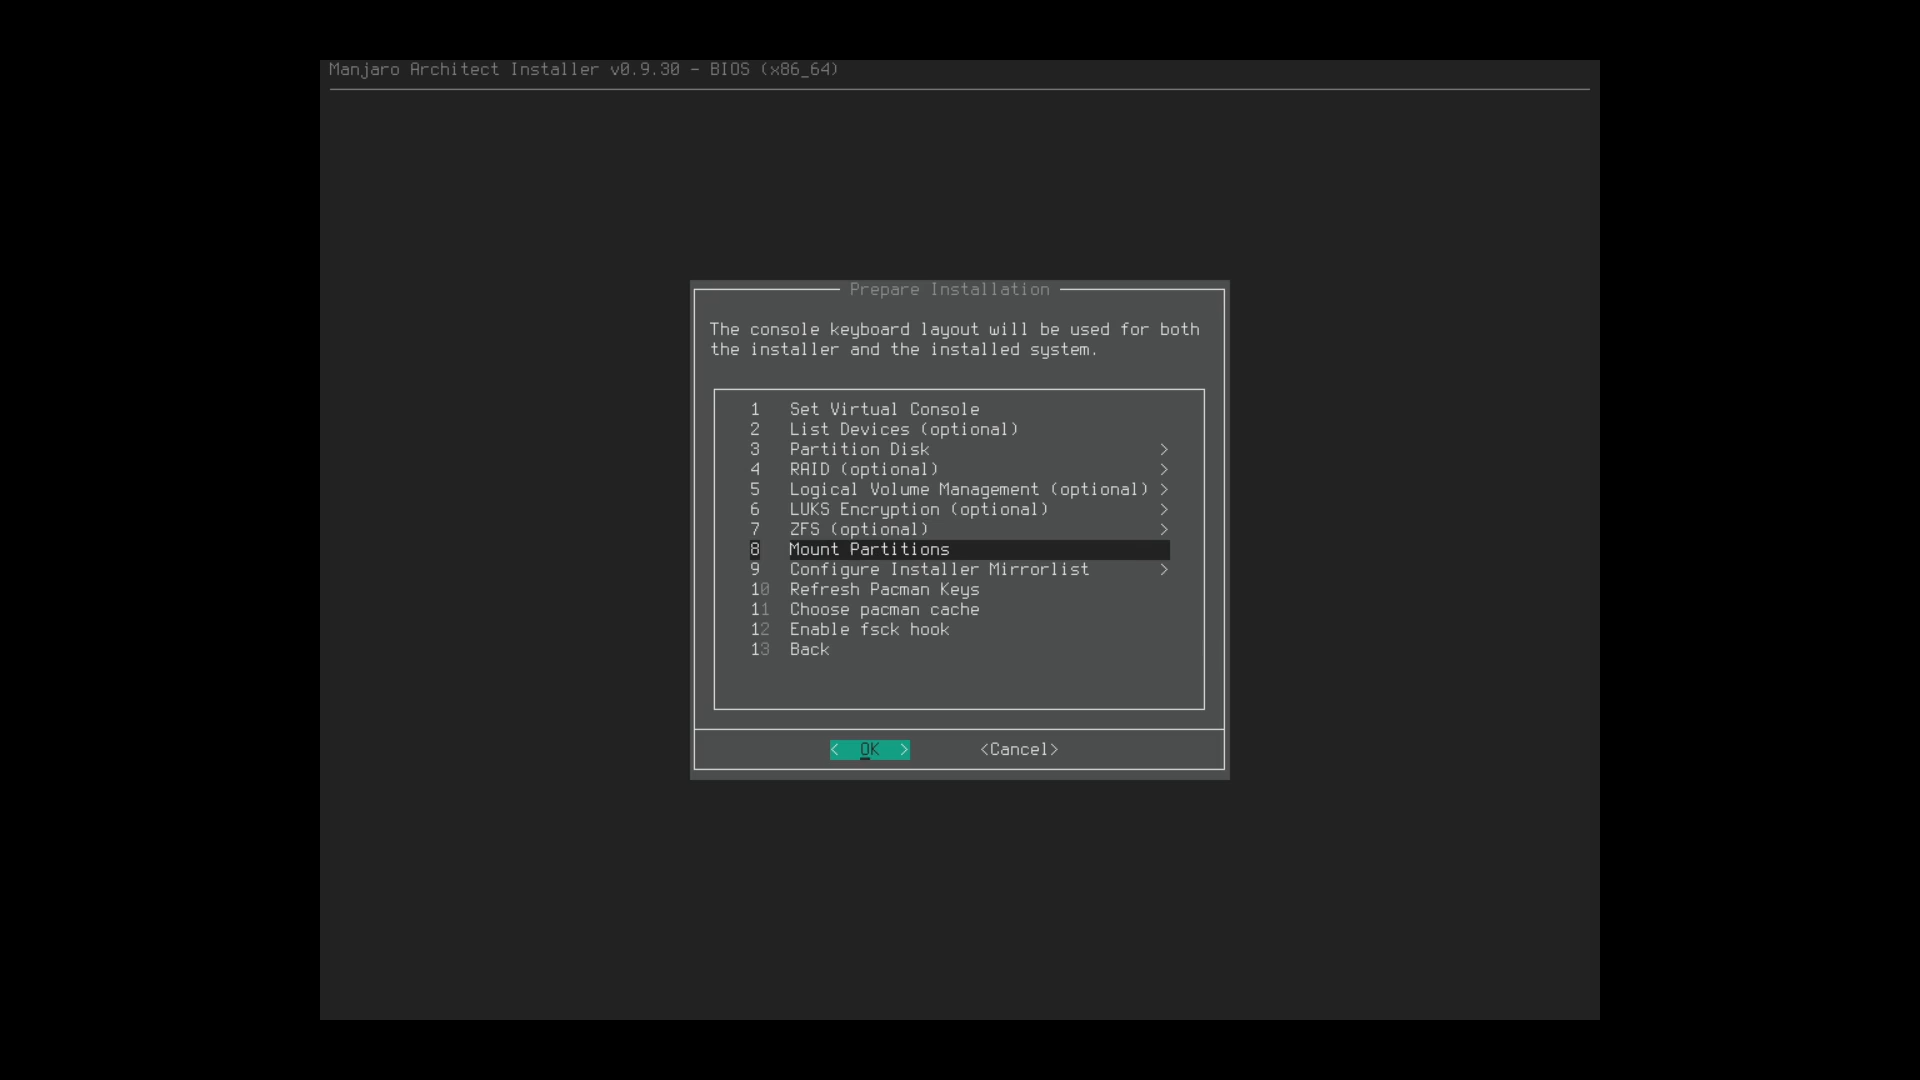 Manjaro Architect Installer v0.9.30 - BIOS (x86_64)
Prepare Installation
The console keyboard layout will be used for both
the installer and the installed system.
1 Set Virtual Console
2 List Devices (optional)
3 Partition Disk >
4 RAID (optional) >
5 Logical Volume Management (optional) >
6 LUKS Encryption (optional) >
7 ZFS (optional) >
8 Mount Partitions
9 Configure Installer Mirrorlist >
10 Refresh Pacman Keys
11 Choose pacman cache
12 Enable fsck hook
13 Back
< OK > <Cancel>